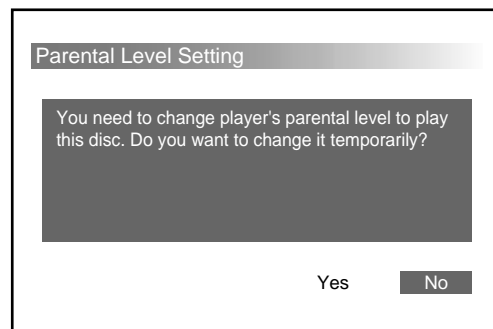 Parental Level Setting
You need to change player's parental level to play
this disc. Do you want to change it temporarily?
Yes No